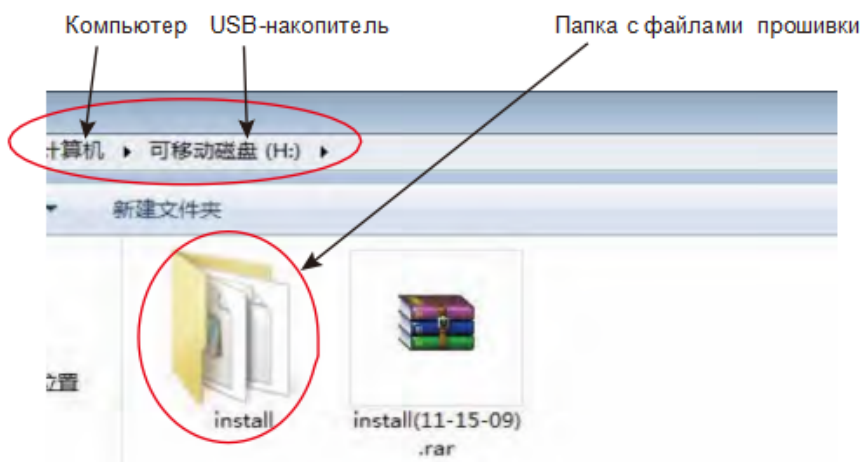 Компьютер USB-накопитель Папка с файлами прошивки
计算机 ▸ 可移动磁盘 (H:) ▸
新建文件夹
位置
install
install(11-15-09)
.rar